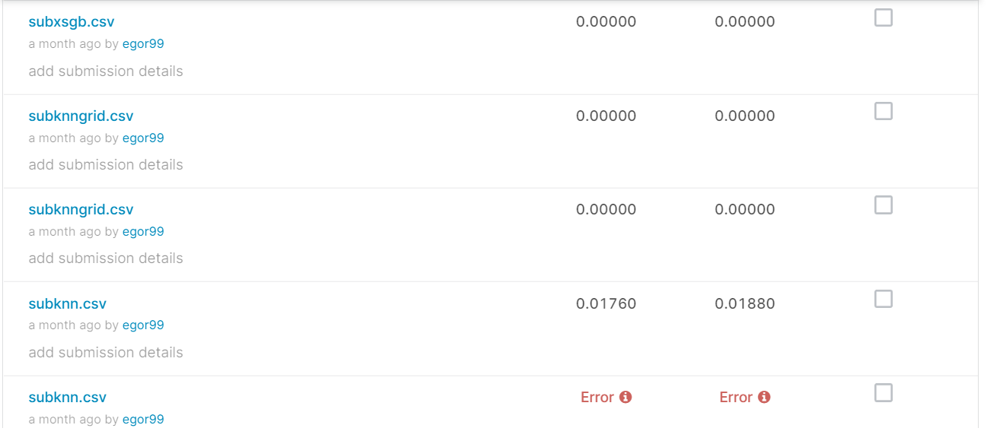 subxsgb.csv 0.00000 0.00000
a month ago by egor99
add submission details
subknngrid.csv 0.00000 0.00000
a month ago by egor99
add submission details
subknngrid.csv 0.00000 0.00000
a month ago by egor99
add submission details
subknn.csv 0.01760 0.01880
a month ago by egor99
add submission details
subknn.csv Error Error
a month ago by egor99